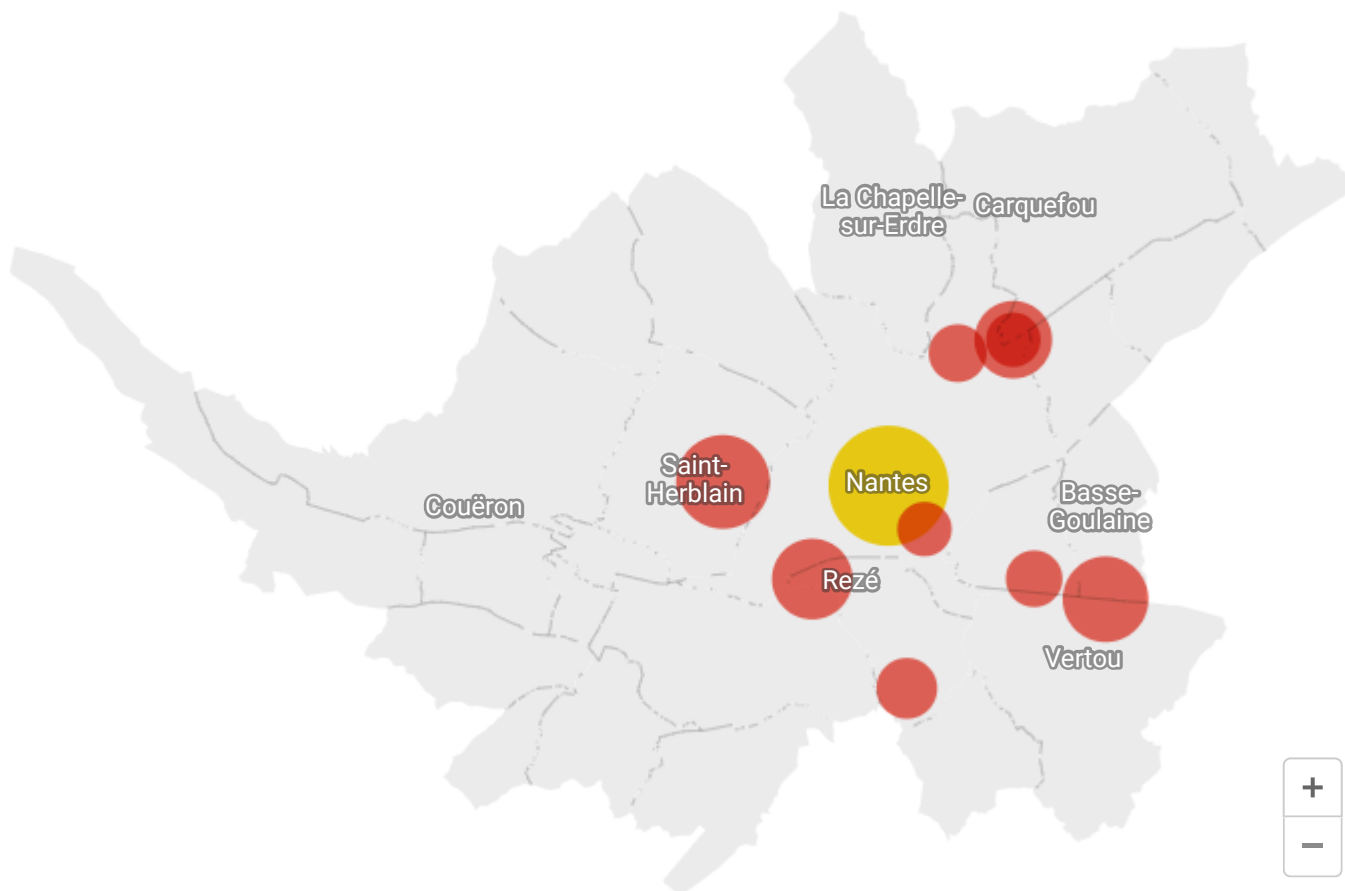 La Chapelle-
sur-Erdre
Carquefou
Saint-
Herblain
Nantes
Couëron
Basse-
Goulaine
Rezé
Vertou
+
−